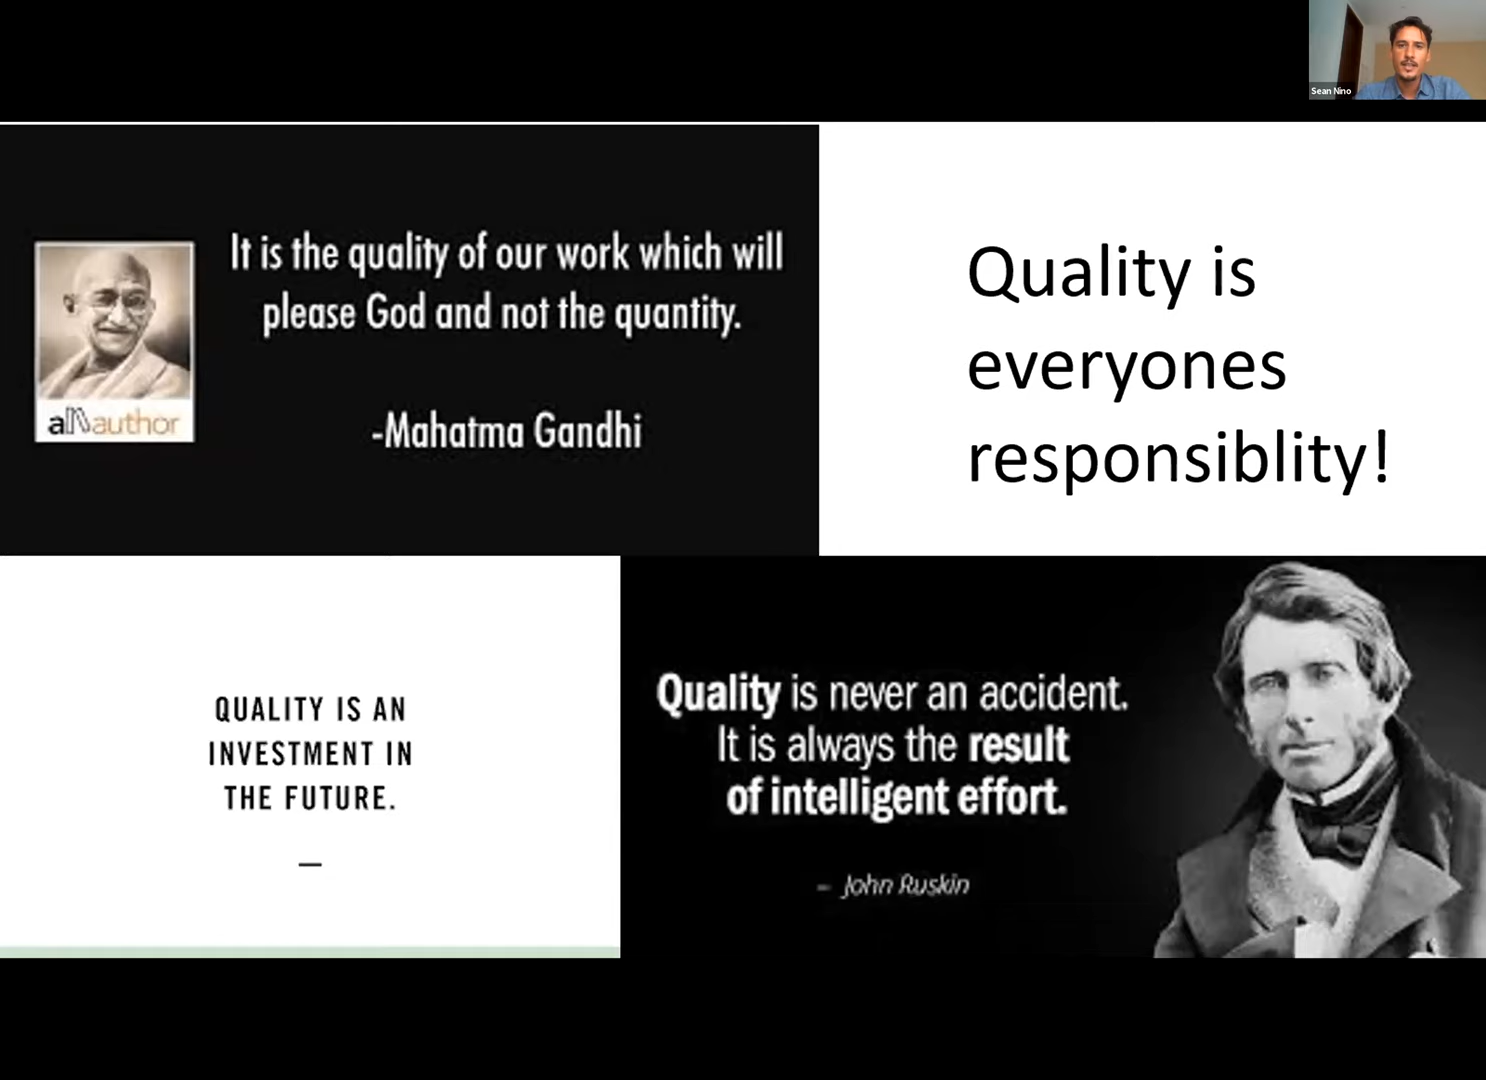 Sean Nino
It is the quality of our work which will
please God and not the quantity.
-Mahatma Gandhi
allauthor
Quality is
everyones
responsiblity!
QUALITY IS AN
INVESTMENT IN
THE FUTURE.
—
Quality is never an accident.
It is always the result
of intelligent effort.
– John Ruskin